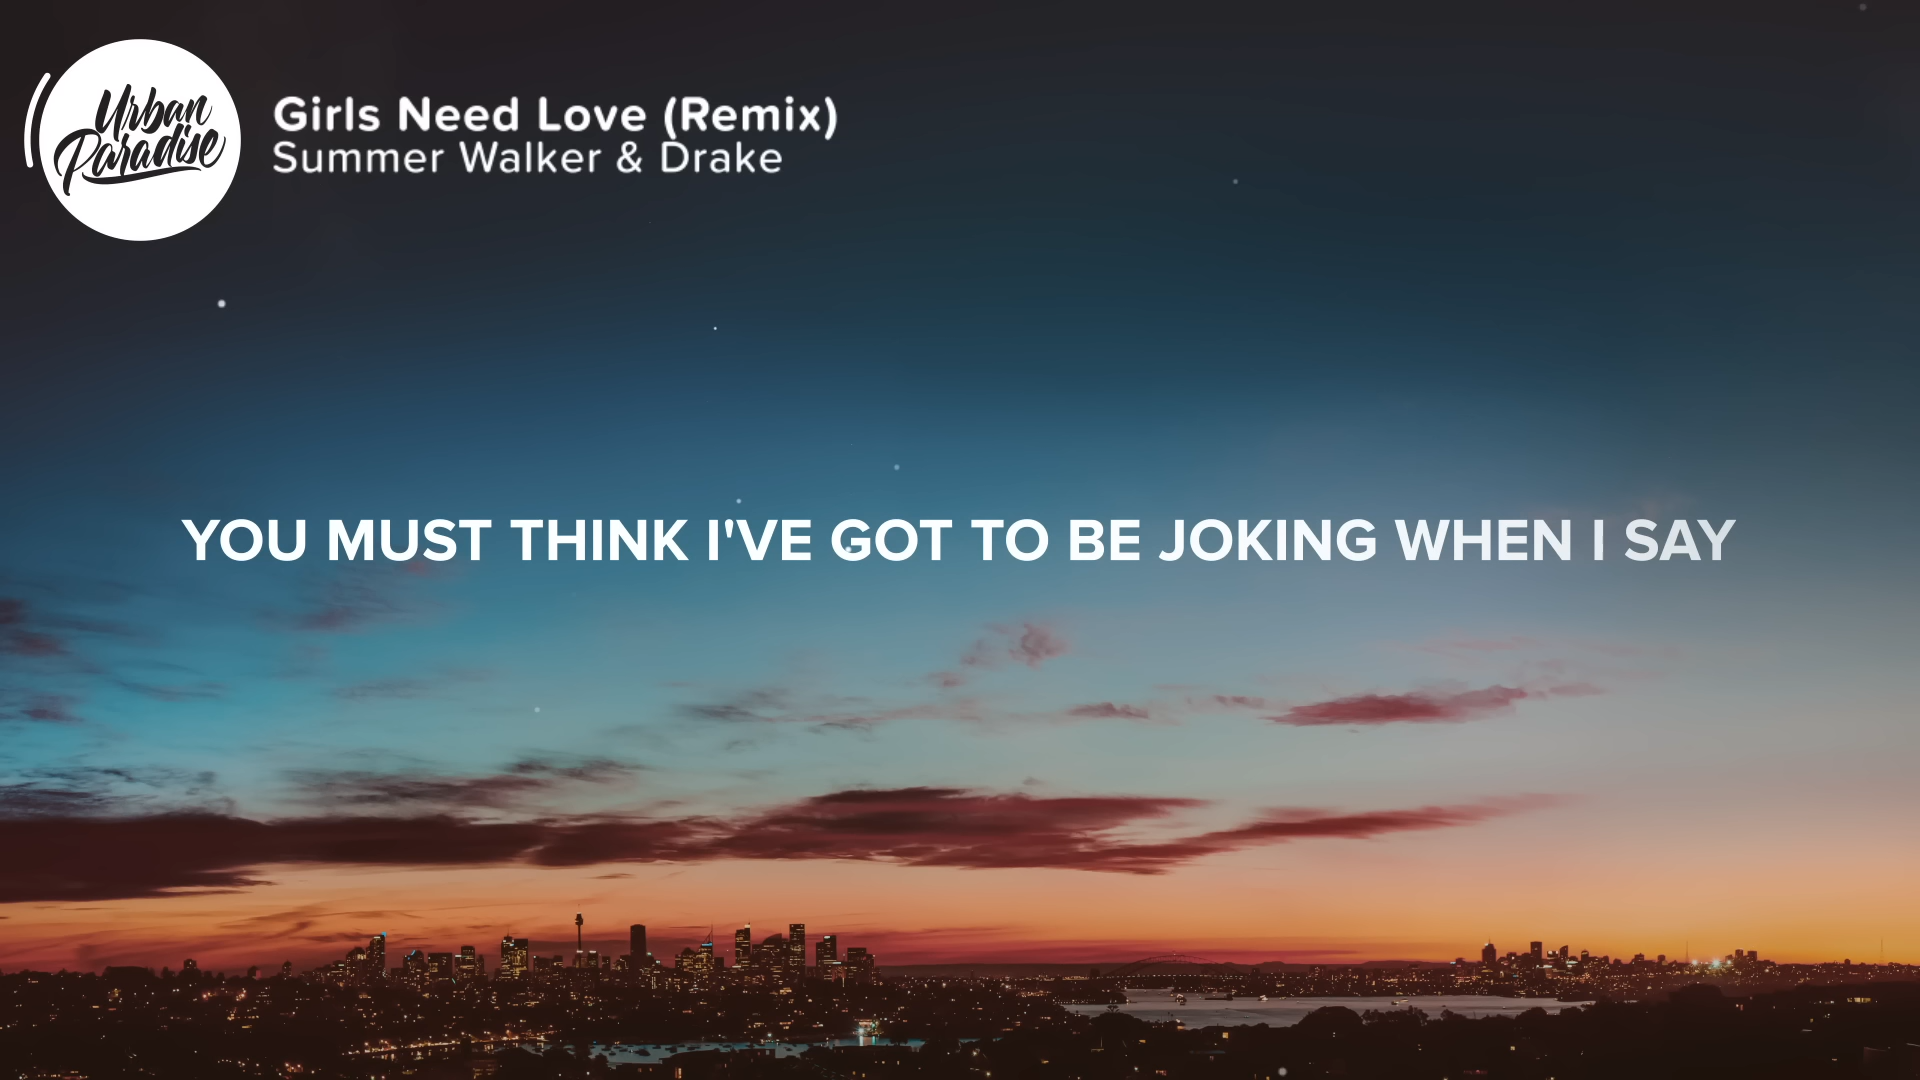 Urban
Paradise
Girls Need Love (Remix)
Summer Walker & Drake
YOU MUST THINK I'VE GOT TO BE JOKING WHEN I SAY